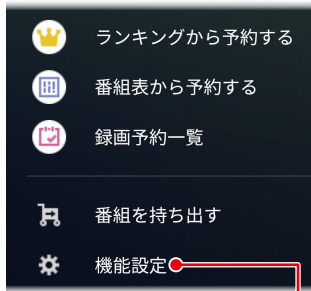 ランキングから予約する
番組表から予約する
録画予約一覧
番組を持ち出す
機能設定